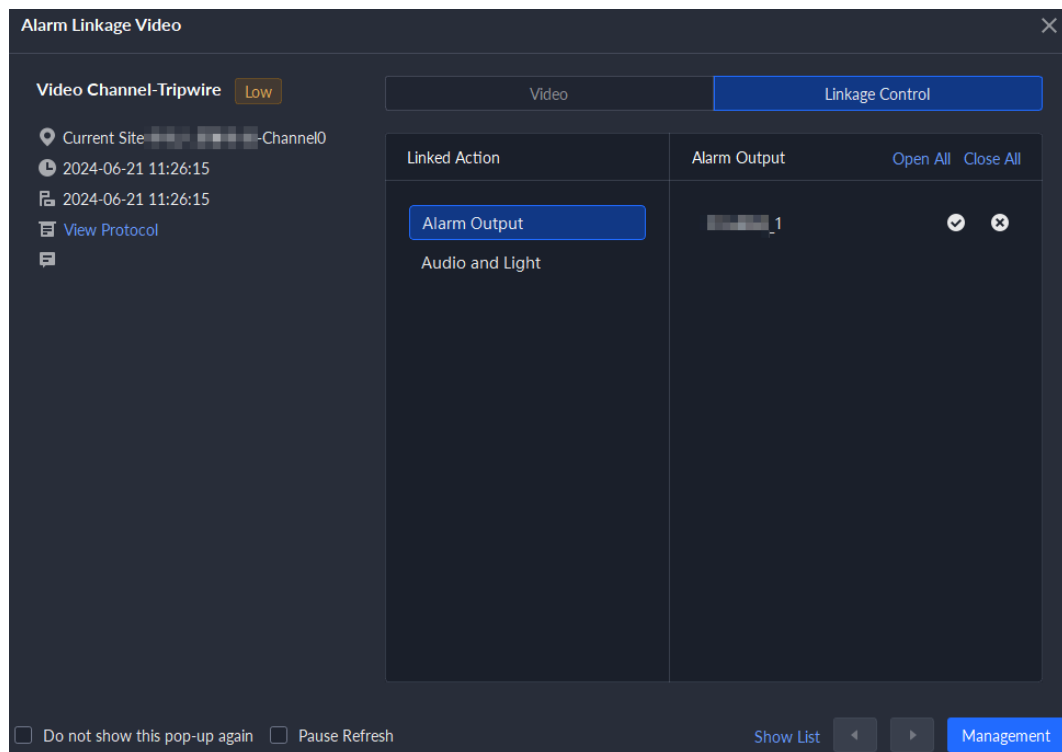 Alarm Linkage Video
Video Channel-Tripwire Low
Current Site -Channel0
2024-06-21 11:26:15
2024-06-21 11:26:15
View Protocol
Video Linkage Control
Linked Action
Alarm Output
Audio and Light
Alarm Output Open All Close All
_1
Do not show this pop-up again Pause Refresh Show List Management